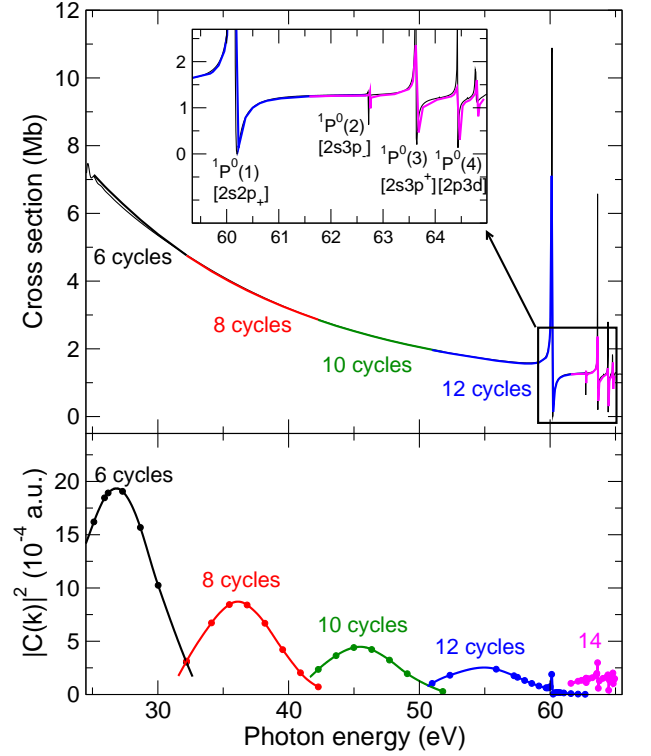 12
10
8
6
4
2
0
Cross section (Mb)
2
1
0
60
61
62
63
64
¹P⁰(1)
[2s2p₊]
¹P⁰(2)
[2s3p₋]
¹P⁰(3)
[2s3p⁺]
¹P⁰(4)
[2p3d]
6 cycles
8 cycles
10 cycles
12 cycles
20
15
10
5
0
|C(k)|² (10⁻⁴ a.u.)
6 cycles
8 cycles
10 cycles
12 cycles
14
30
40
50
60
Photon energy (eV)